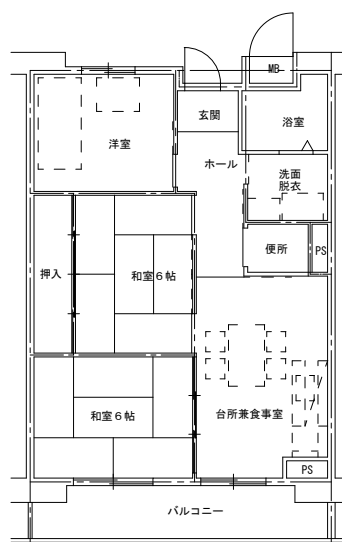 MB
玄関
浴室
洋室
ホール
洗面
脱衣
便所
PS
押入
和室６帖
和室６帖
台所兼食事室
PS
バルコニー